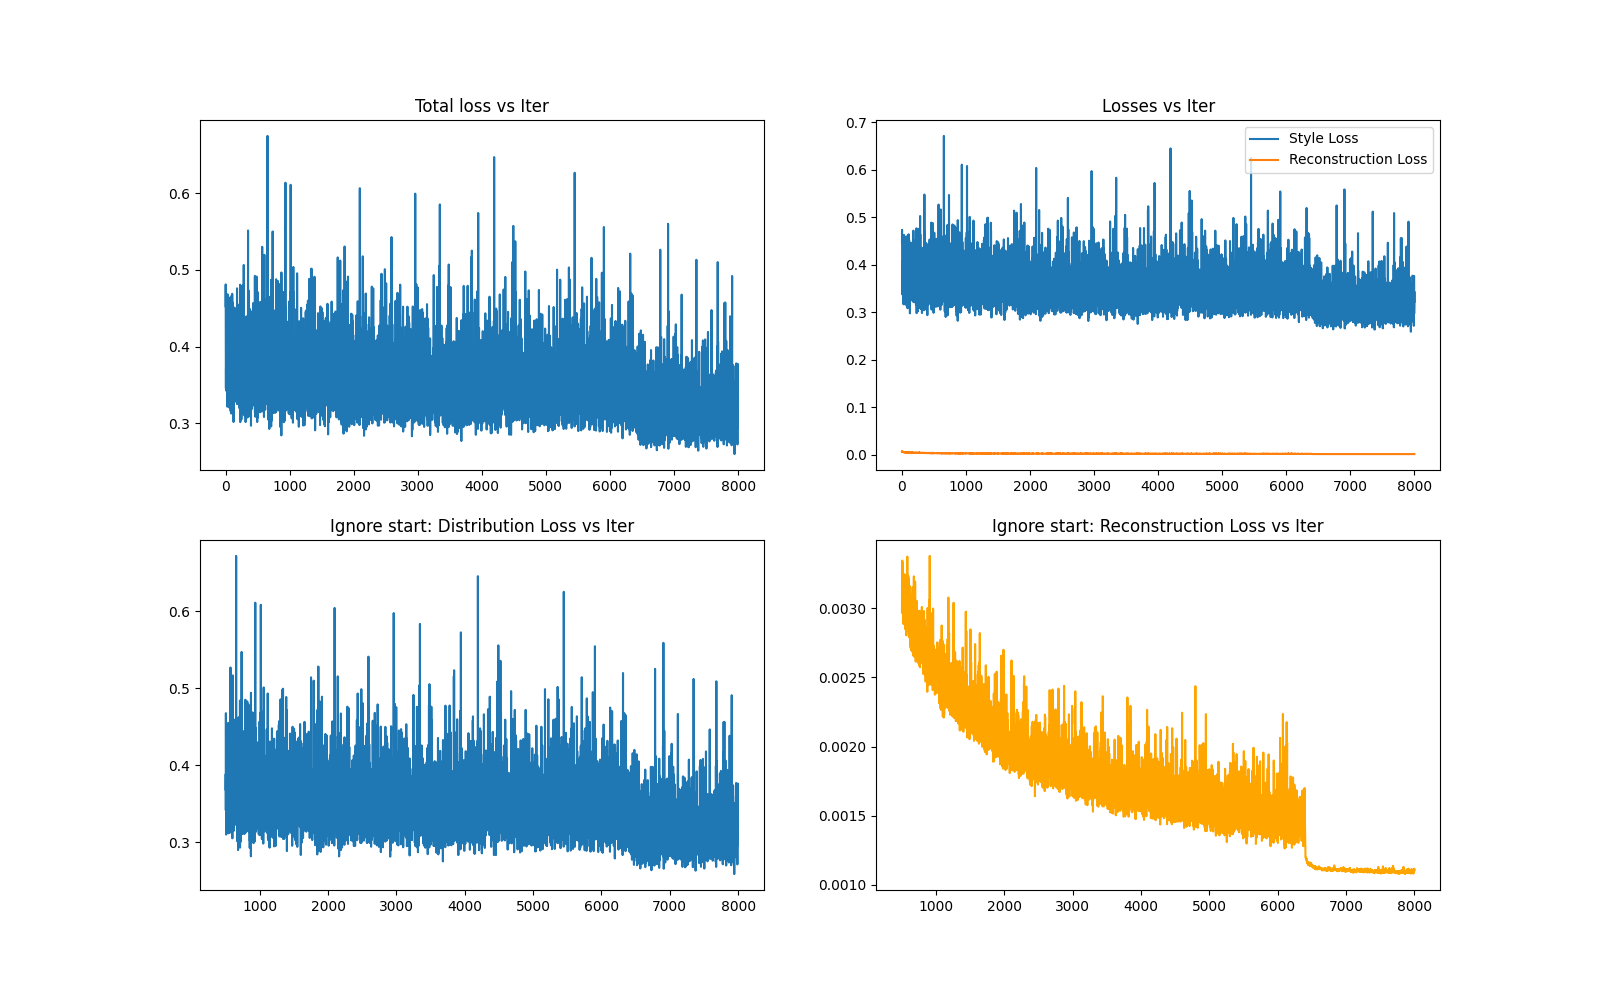 Total loss vs Iter
0.6
0.5
0.4
0.3
0 1000 2000 3000 4000 5000 6000 7000 8000
Losses vs Iter
Style Loss
Reconstruction Loss
0.7
0.6
0.5
0.4
0.3
0.2
0.1
0.0
0 1000 2000 3000 4000 5000 6000 7000 8000
Ignore start: Distribution Loss vs Iter
0.6
0.5
0.4
0.3
1000 2000 3000 4000 5000 6000 7000 8000
Ignore start: Reconstruction Loss vs Iter
0.0030
0.0025
0.0020
0.0015
0.0010
1000 2000 3000 4000 5000 6000 7000 8000